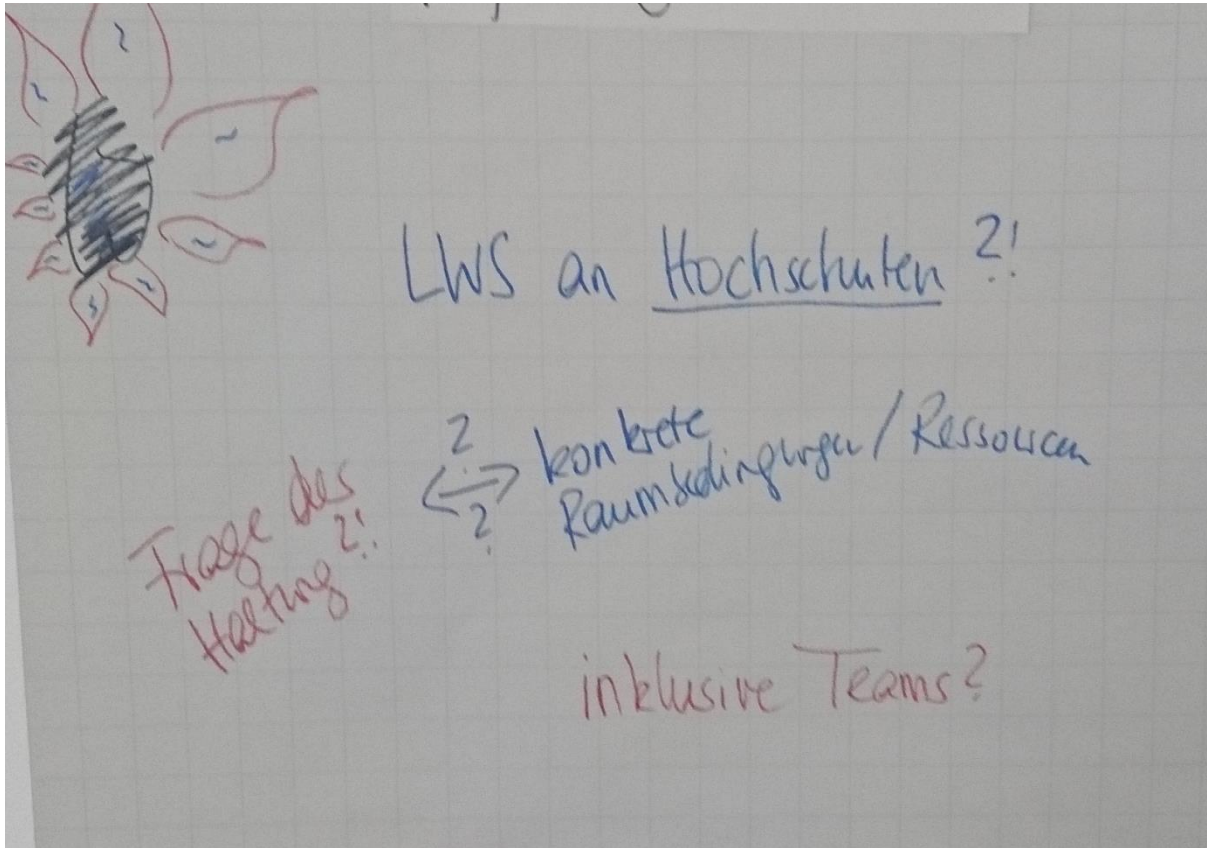 LWS an Hochschulen ?!
Frage der
Haltung ?!
?
<-->
?
konkrete
Raumbedingungen / Ressourcen
inklusive Teams?